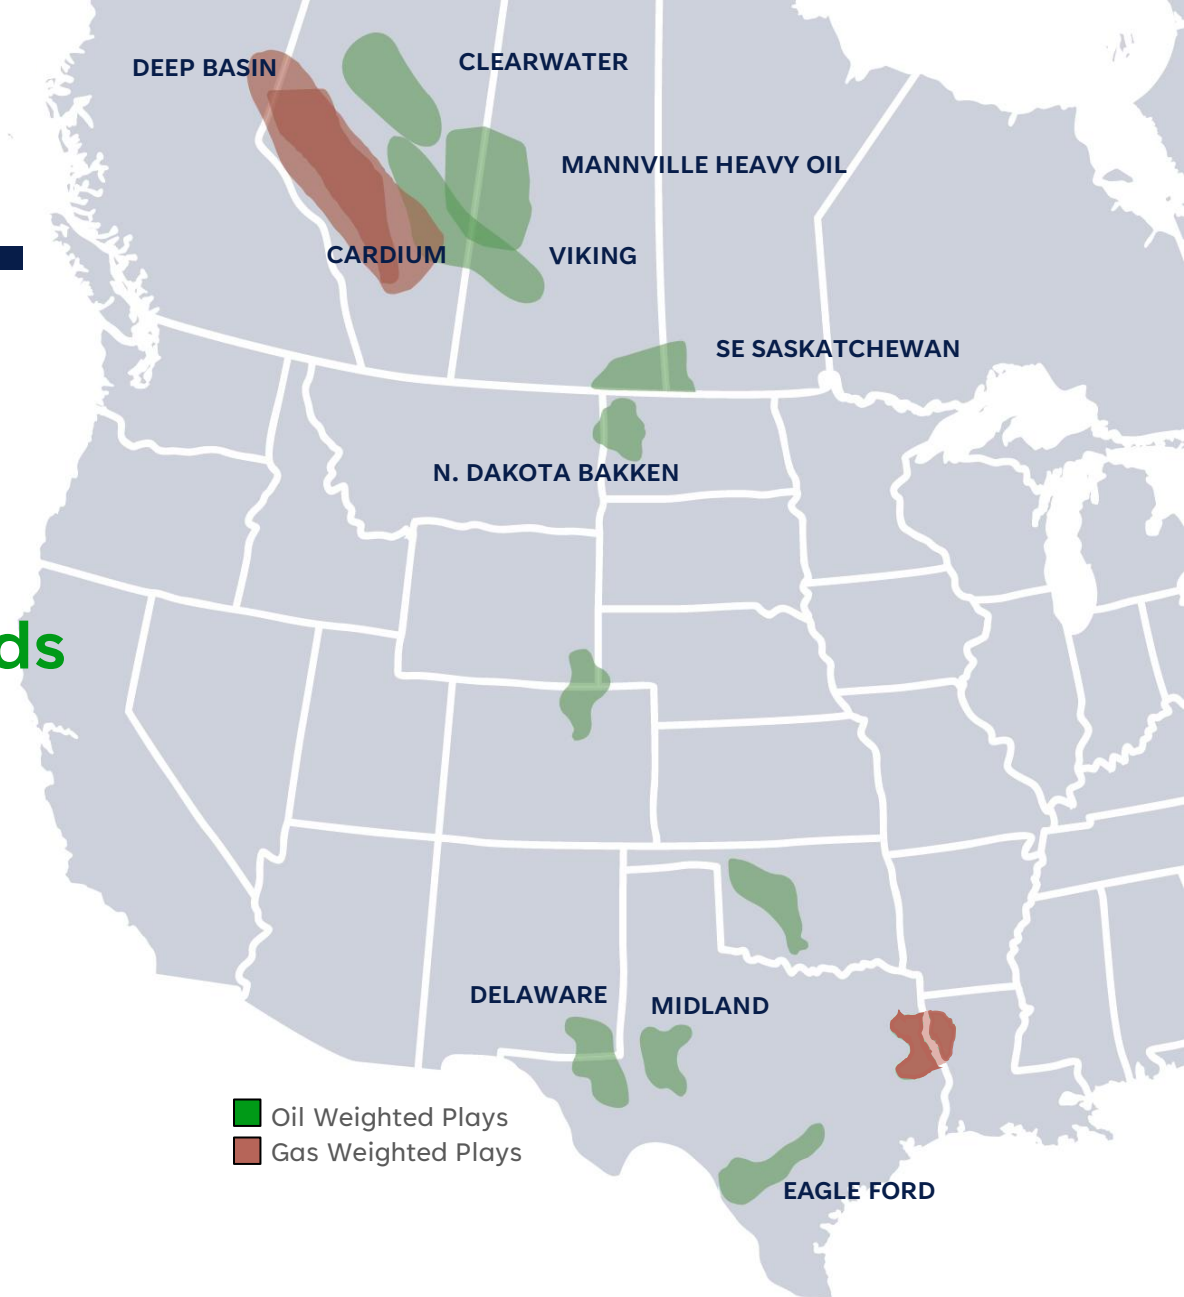 DEEP BASIN
CLEARWATER
MANNVILLE HEAVY OIL
CARDIUM
VIKING
SE SASKATCHEWAN
N. DAKOTA BAKKEN
ds
DELAWARE
MIDLAND
Oil Weighted Plays
Gas Weighted Plays
EAGLE FORD